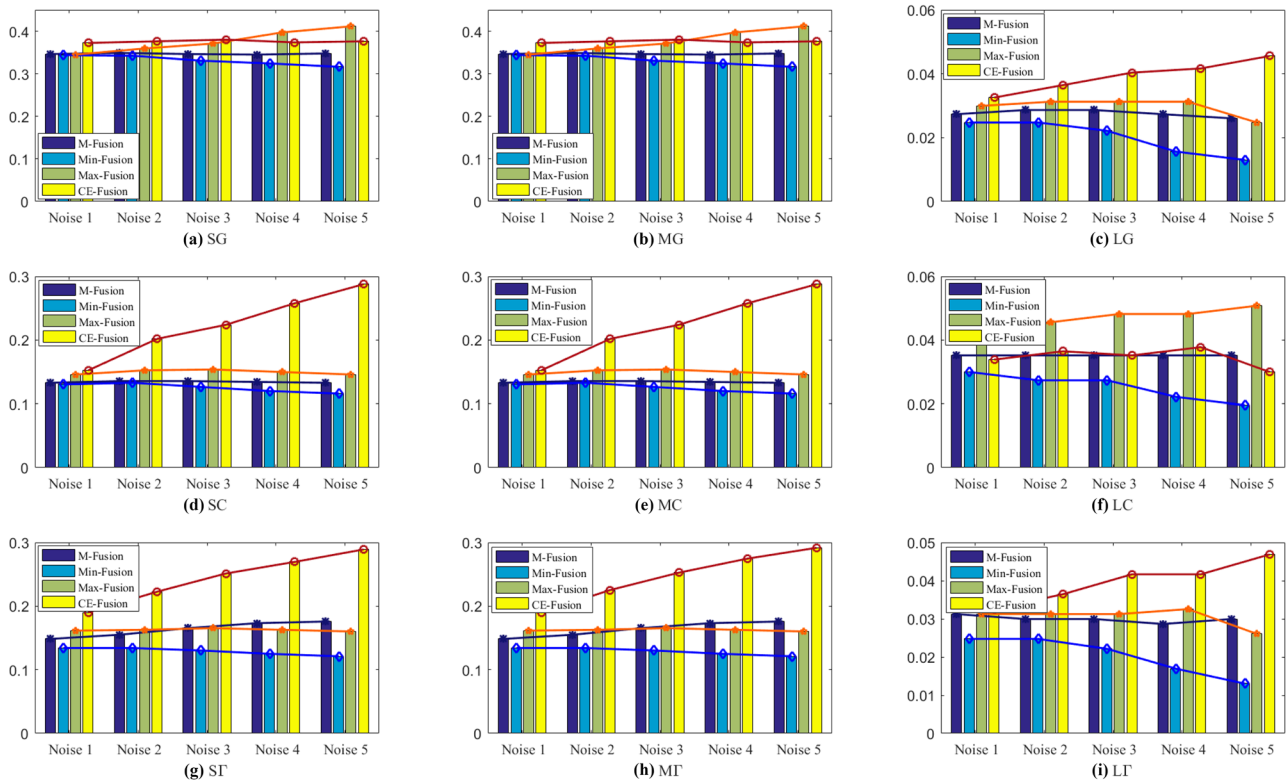 0.4
0.3
0.2
0.1
0
M-Fusion
Min-Fusion
Max-Fusion
CE-Fusion
Noise 1 Noise 2 Noise 3 Noise 4 Noise 5
(a) SG
0.4
0.3
0.2
0.1
0
M-Fusion
Min-Fusion
Max-Fusion
CE-Fusion
Noise 1 Noise 2 Noise 3 Noise 4 Noise 5
(b) MG
0.06
0.04
0.02
0
M-Fusion
Min-Fusion
Max-Fusion
CE-Fusion
Noise 1 Noise 2 Noise 3 Noise 4 Noise 5
(c) LG
0.3
0.2
0.1
0
M-Fusion
Min-Fusion
Max-Fusion
CE-Fusion
Noise 1 Noise 2 Noise 3 Noise 4 Noise 5
(d) SC
0.3
0.2
0.1
0
M-Fusion
Min-Fusion
Max-Fusion
CE-Fusion
Noise 1 Noise 2 Noise 3 Noise 4 Noise 5
(e) MC
0.06
0.04
0.02
0
M-Fusion
Min-Fusion
Max-Fusion
CE-Fusion
Noise 1 Noise 2 Noise 3 Noise 4 Noise 5
(f) LC
0.3
0.2
0.1
0
M-Fusion
Min-Fusion
Max-Fusion
CE-Fusion
Noise 1 Noise 2 Noise 3 Noise 4 Noise 5
(g) SΓ
0.3
0.2
0.1
0
M-Fusion
Min-Fusion
Max-Fusion
CE-Fusion
Noise 1 Noise 2 Noise 3 Noise 4 Noise 5
(h) MΓ
0.05
0.04
0.03
0.02
0.01
0
M-Fusion
Min-Fusion
Max-Fusion
CE-Fusion
Noise 1 Noise 2 Noise 3 Noise 4 Noise 5
(i) LΓ